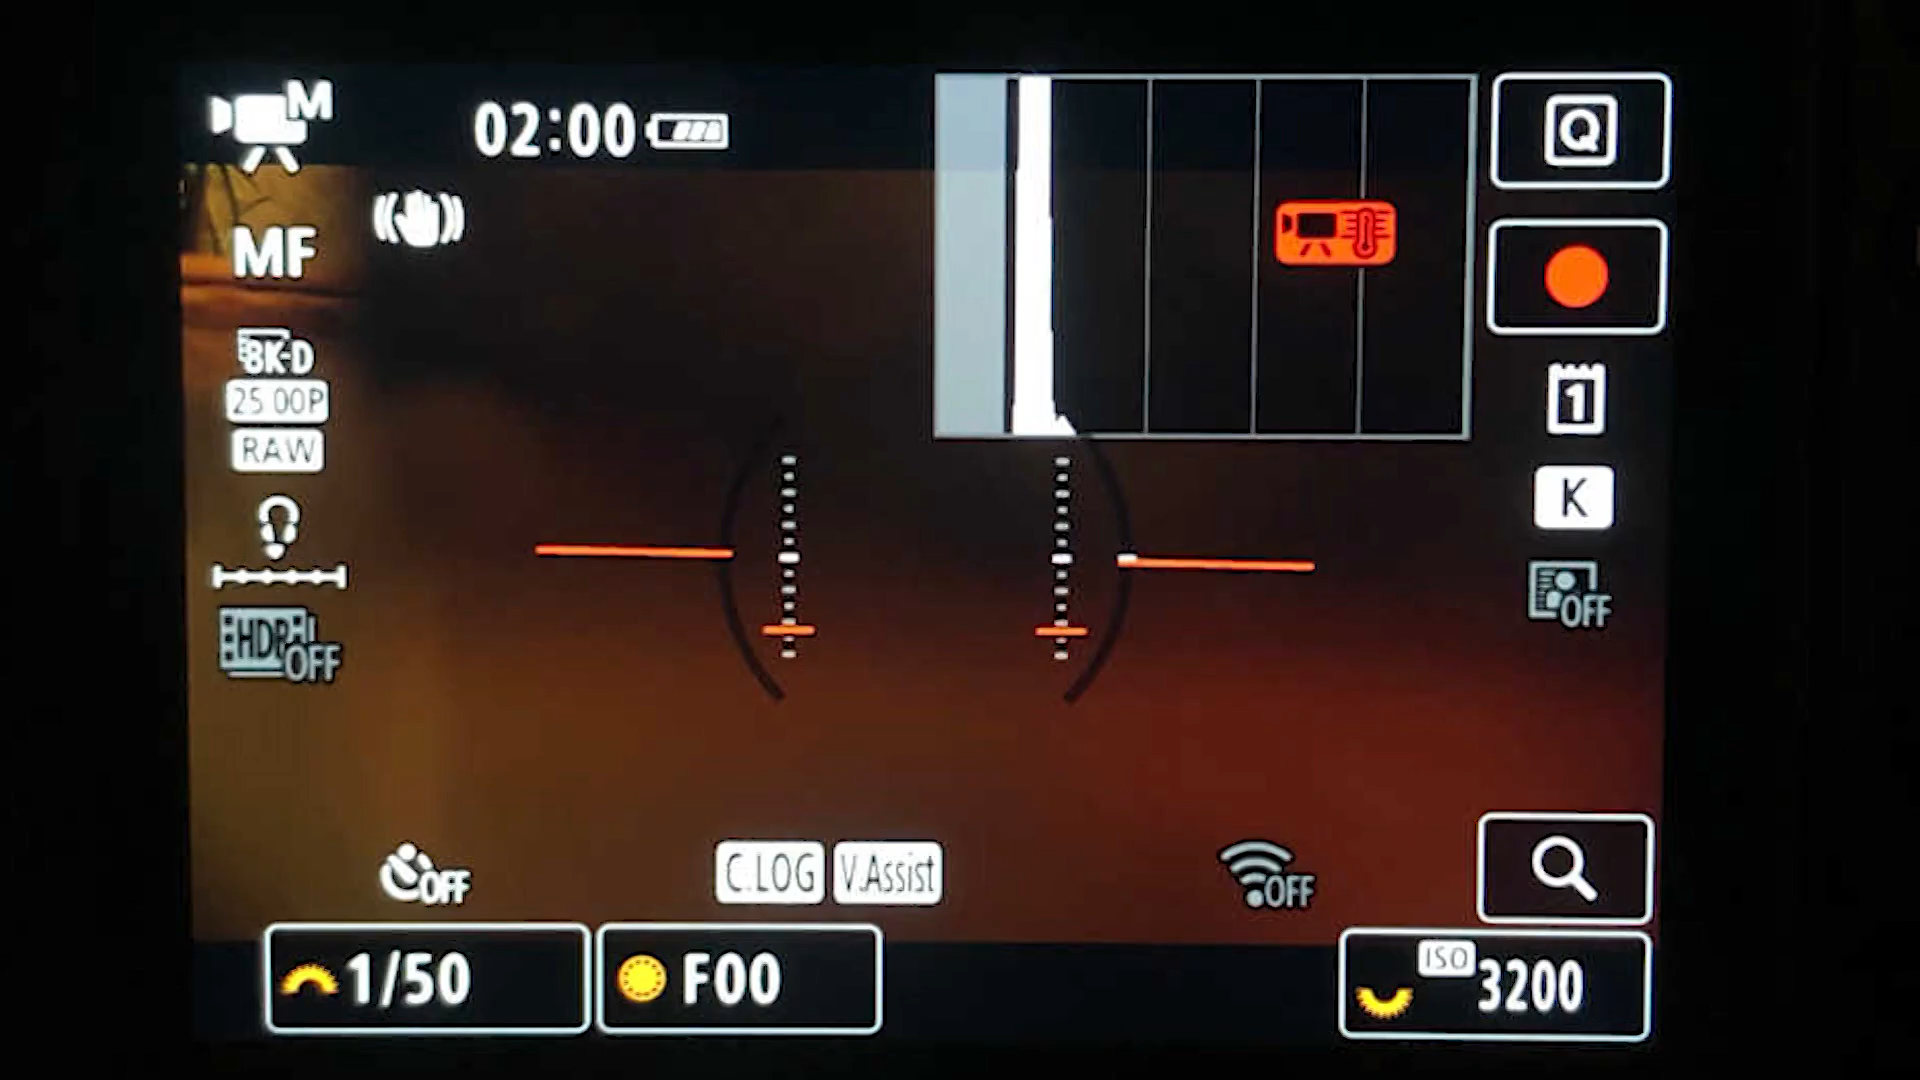 M
02:00
Q
MF
8K-D
25.00P
RAW
1
K
OFF
HDR OFF
OFF
C.LOG
V.Assist
OFF
1/50
F00
ISO 3200